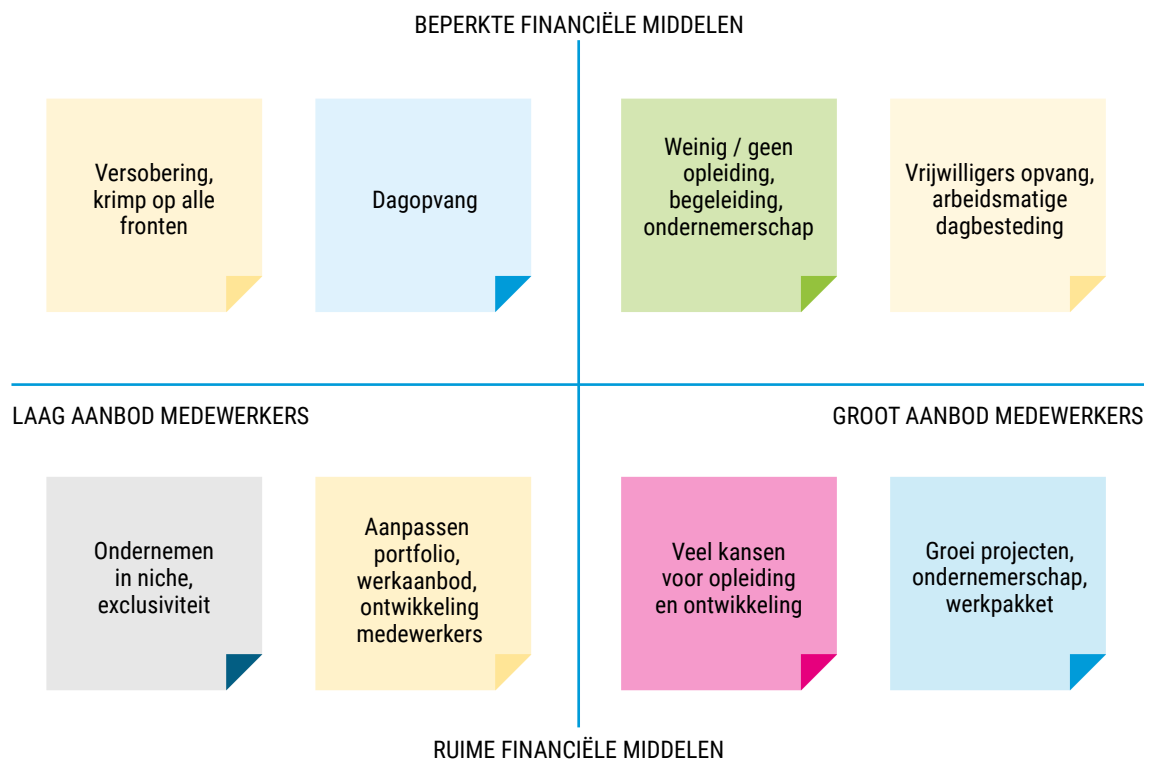 BEPERKTE FINANCIËLE MIDDELEN
Versobering,
krimp op alle
fronten
Dagopvang
Weinig / geen
opleiding,
begeleiding,
ondernemerschap
Vrijwilligers opvang,
arbeidsmatige
dagbesteding
LAAG AANBOD MEDEWERKERS
GROOT AANBOD MEDEWERKERS
Ondernemen
in niche,
exclusiviteit
Aanpassen
portfolio,
werkaanbod,
ontwikkeling
medewerkers
Veel kansen
voor opleiding
en ontwikkeling
Groei projecten,
ondernemerschap,
werkpakket
RUIME FINANCIËLE MIDDELEN